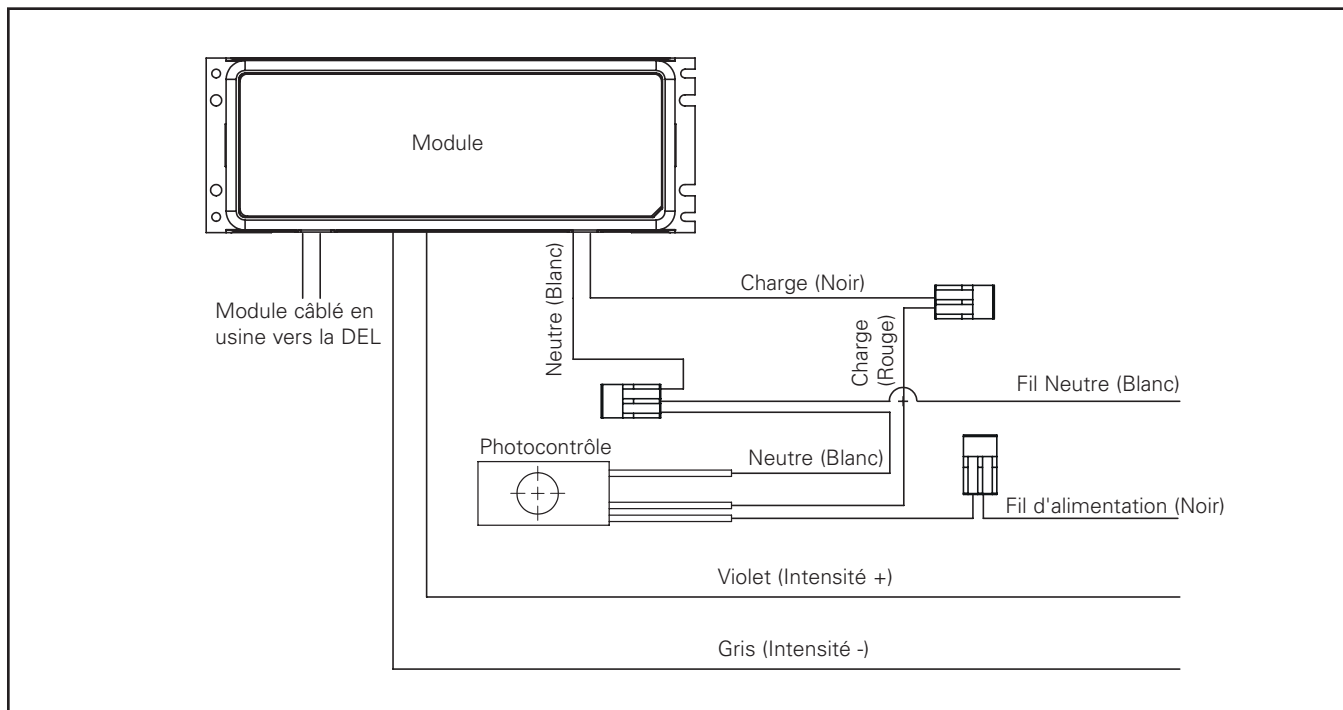 Module
Module câblé en
usine vers la DEL
Neutre (Blanc)
Charge (Noir)
Charge
(Rouge)
Fil Neutre (Blanc)
Photocontrôle
Neutre (Blanc)
Fil d'alimentation (Noir)
Violet (Intensité +)
Gris (Intensité -)